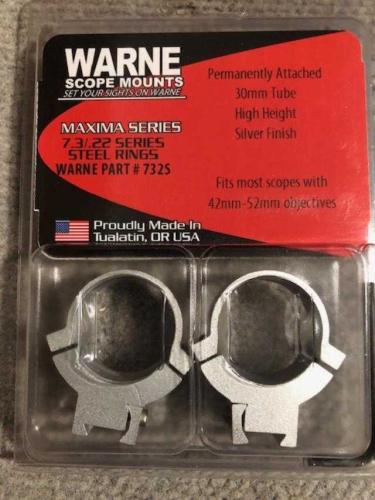 WARNE
SCOPE MOUNTS
SET YOUR SIGHTS ON WARNE
MAXIMA SERIES
7.3/.22 SERIES
STEEL RINGS
WARNE PART # 732S
Proudly Made In
Tualatin, OR USA
Permanently Attached
30mm Tube
High Height
Silver Finish
Fits most scopes with
42mm-52mm objectives